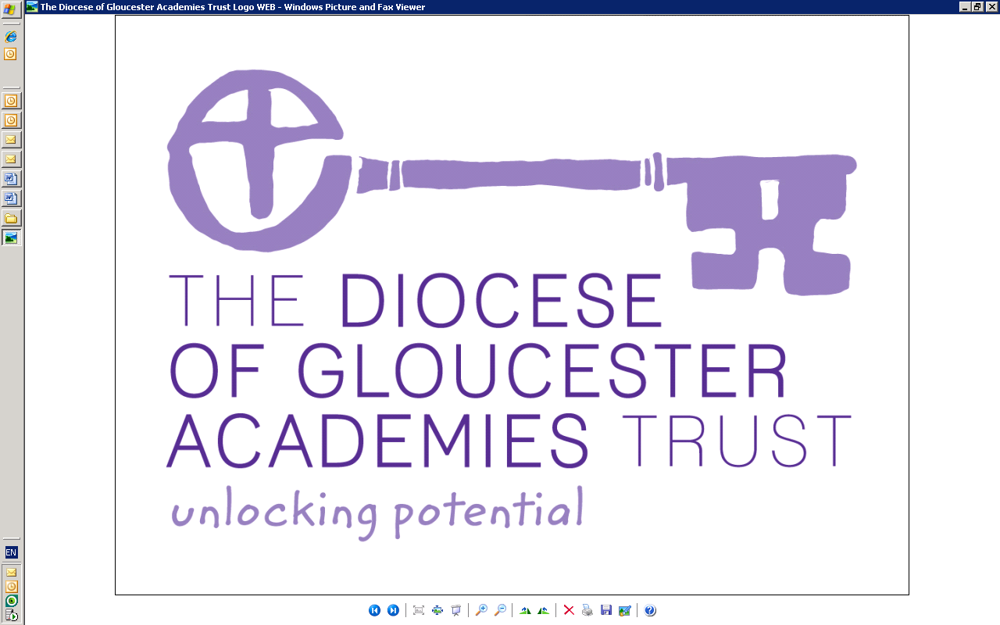 The Diocese of Gloucester Academies Trust Logo WEB - Windows Picture and Fax Viewer
THE DIOCESE
OF GLOUCESTER
ACADEMIES TRUST
unlocking potential
EN